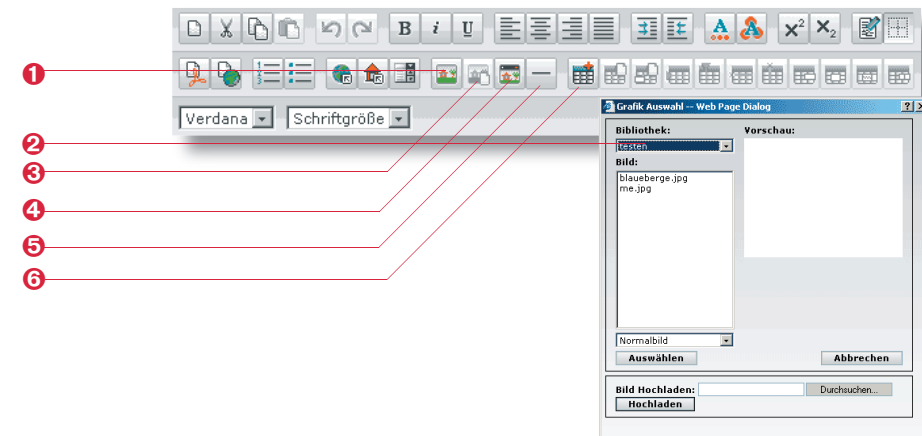 B i U
x² x₂
1
Verdana Schriftgröße
2
3
4
5
6
Grafik Auswahl -- Web Page Dialog
Bibliothek: Vorschau:
testen
Bild:
blaueberge.jpg
me.jpg
Normalbild
Auswählen Abbrechen
Bild Hochladen: Durchsuchen...
Hochladen